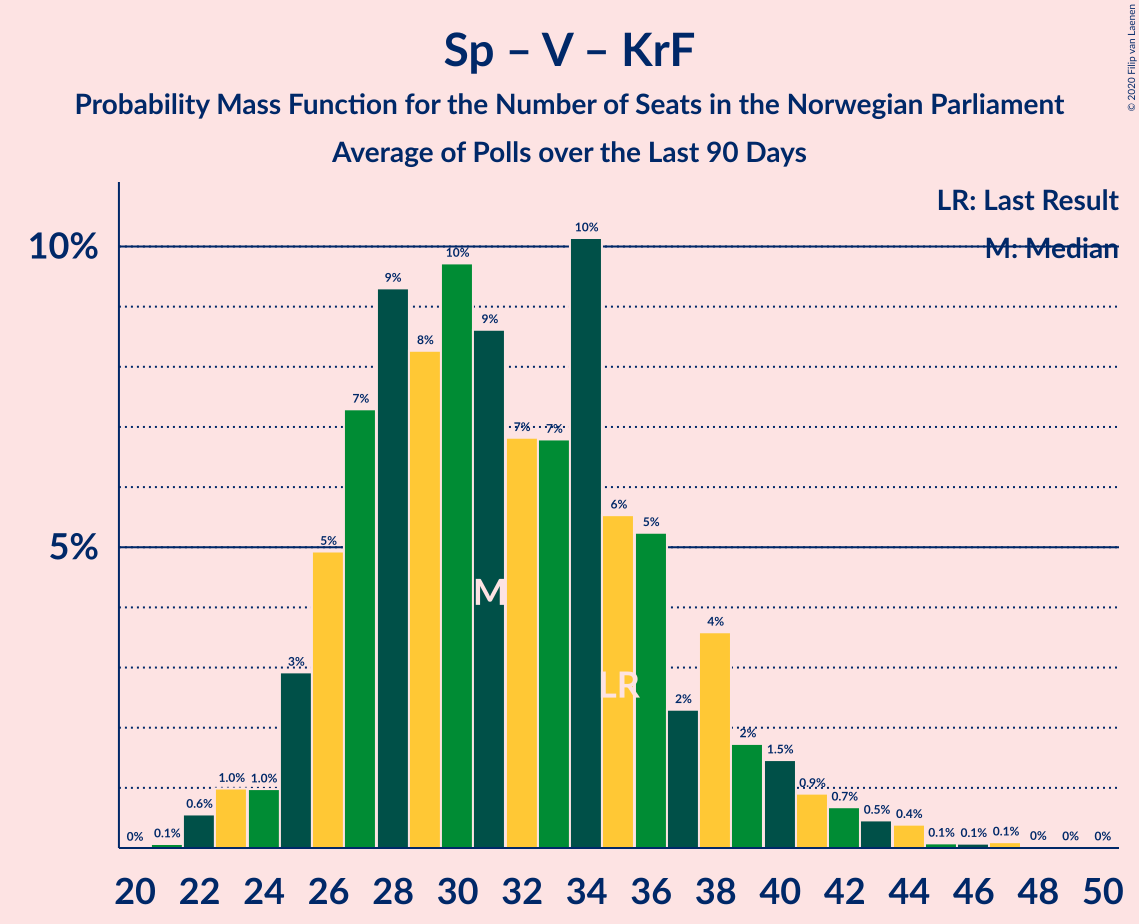 Sp – V – KrF
Probability Mass Function for the Number of Seats in the Norwegian Parliament
Average of Polls over the Last 90 Days
© 2020 Filip van Laenen
LR: Last Result
M: Median
10%
5%
0% 0.1% 0.6% 1.0% 1.0% 3% 5% 7% 9% 8% 10% 9% 7% 7% 10% 6% 5% 2% 4% 2% 1.5% 0.9% 0.7% 0.5% 0.4% 0.1% 0.1% 0.1% 0% 0% 0%
M
LR
20 22 24 26 28 30 32 34 36 38 40 42 44 46 48 50